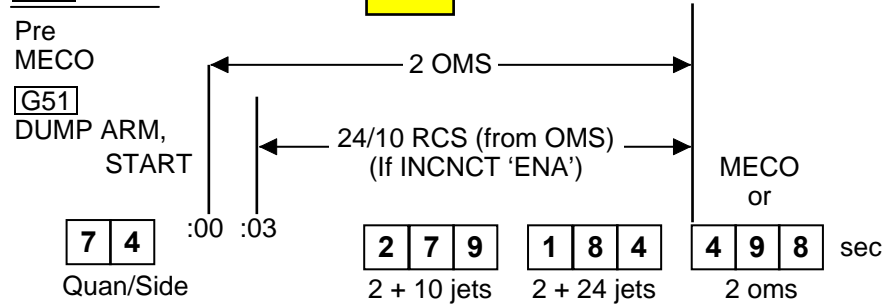 Pre
MECO
2 OMS
G51
DUMP ARM,
START
24/10 RCS (from OMS)
(If INCNCT 'ENA')
MECO
or
:00 :03
7 4
2 7 9
1 8 4
4 9 8 sec
Quan/Side
2 + 10 jets
2 + 24 jets
2 oms